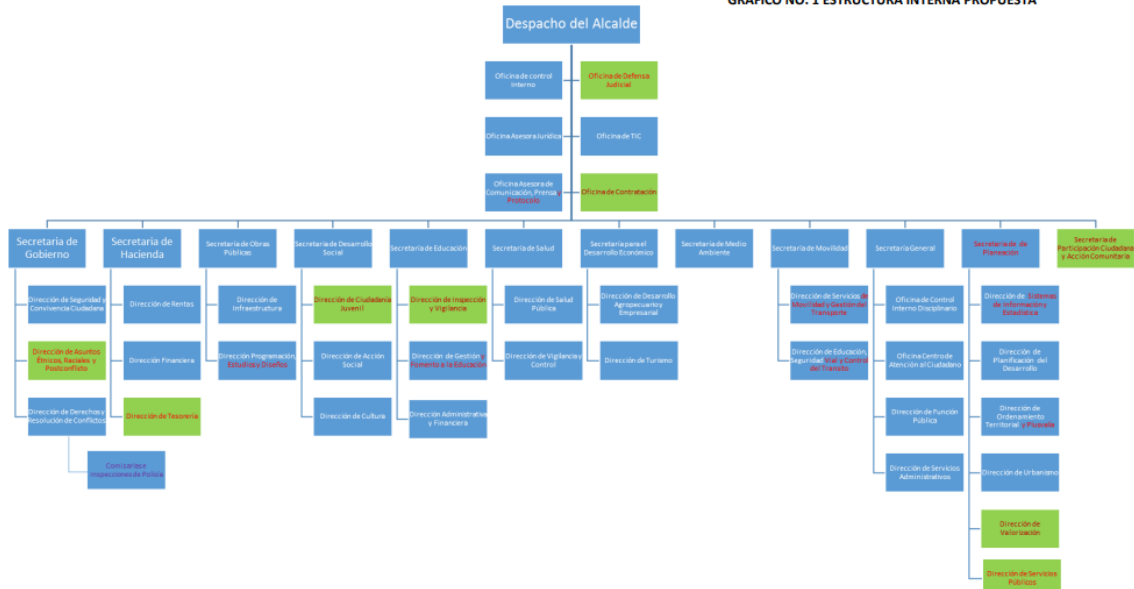 GRAFICO NO. 1 ESTRUCTURA INTERNA PROPUESTA
Despacho del Alcalde
Oficina de control
Interno
Oficina de Defensa
Judicial
Oficina Asesora Jurídica
Oficina de TIC
Oficina Asesora de
Comunicación, Prensa y
Protocolo
Oficina de Contratación
Secretaria de
Gobierno
Secretaria de
Hacienda
Secretaría de Obras
Públicas
Secretaría de Desarrollo
Social
Secretaría de Educación
Secretaría de Salud
Secretaría para el
Desarrollo Económico
Secretaría de Medio
Ambiente
Secretaría de Movilidad
Secretaría General
Secretaria de de
Planeación
Secretaria de
Participación Ciudadana
y Acción Comunitaria
Dirección de Seguridad y
Convivencia Ciudadana
Dirección de Rentas
Dirección de
Infraestructura
Dirección de Ciudadanía
Juvenil
Dirección de Inspección
y Vigilancia
Dirección de Salud
Pública
Dirección de Desarrollo
Agropecuario y
Empresarial
Dirección de Servicios de
Movilidad y Gestión del
Transporte
Oficina de Control
Interno Disciplinario
Dirección de Sistemas
de Información y
Estadística
Dirección de Asuntos
Étnicos, Raciales y
Postconflicto
Dirección Financiera
Dirección Programación,
Estudios y Diseños
Dirección de Acción
Social
Dirección de Gestión y
Fomento a la Educación
Dirección de Vigilancia y
Control
Dirección de Turismo
Dirección de Educación,
Seguridad Vial y Control
del Transito
Oficina Centro de
Atención al Ciudadano
Dirección de
Planificación del
Desarrollo
Dirección de Derechos y
Resolución de Conflictos
Dirección de Tesorería
Dirección de Cultura
Dirección Administrativa
y Financiera
Dirección de Función
Pública
Dirección de
Ordenamiento
Territorial y Plusvalía
Comisarías e
Inspecciones de Policía
Dirección de Servicios
Administrativos
Dirección de Urbanismo
Dirección de
Valorización
Dirección de Servicios
Públicos